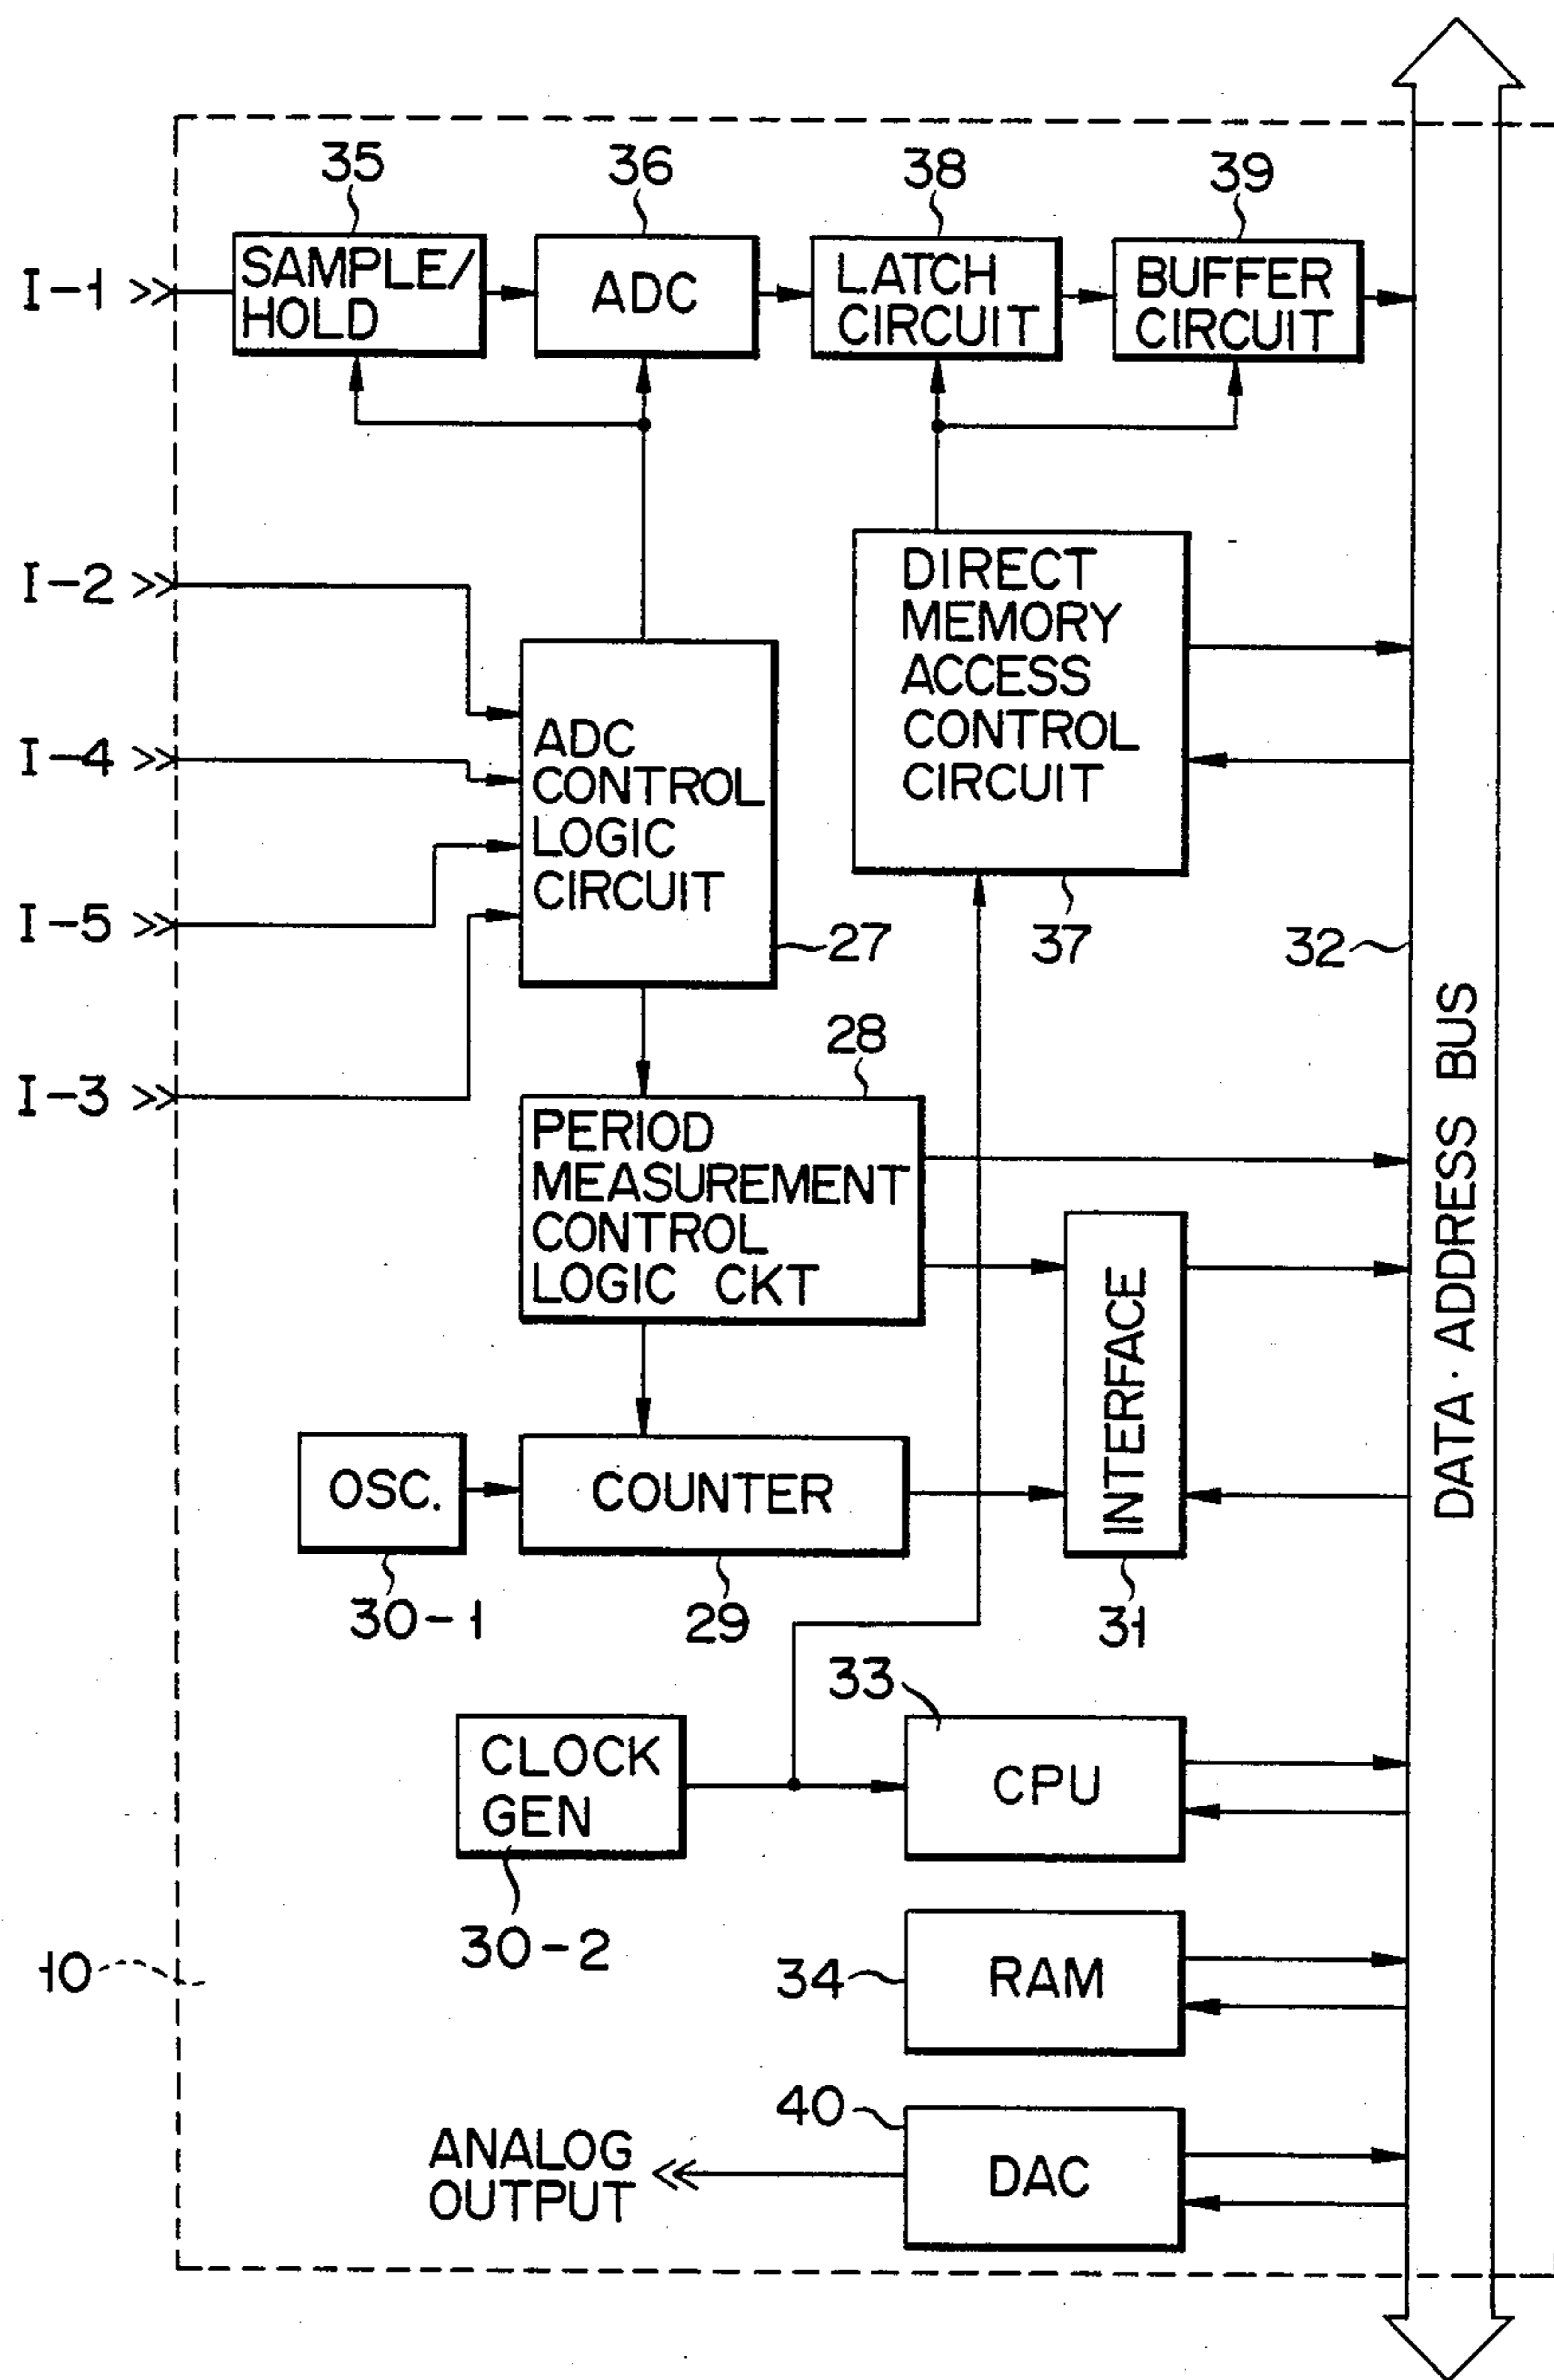 35
36
38
39
I-1
SAMPLE/
HOLD
ADC
LATCH
CIRCUIT
BUFFER
CIRCUIT
I-2
DIRECT
MEMORY
ACCESS
CONTROL
CIRCUIT
I-4
ADC
CONTROL
LOGIC
CIRCUIT
I-5
27
37
32
28
I-3
PERIOD
MEASUREMENT
CONTROL
LOGIC CKT
INTERFACE
DATA · ADDRESS BUS
OSC.
COUNTER
30-1
29
31
33
CLOCK
GEN
CPU
30-2
10
34
RAM
40
ANALOG
OUTPUT
DAC